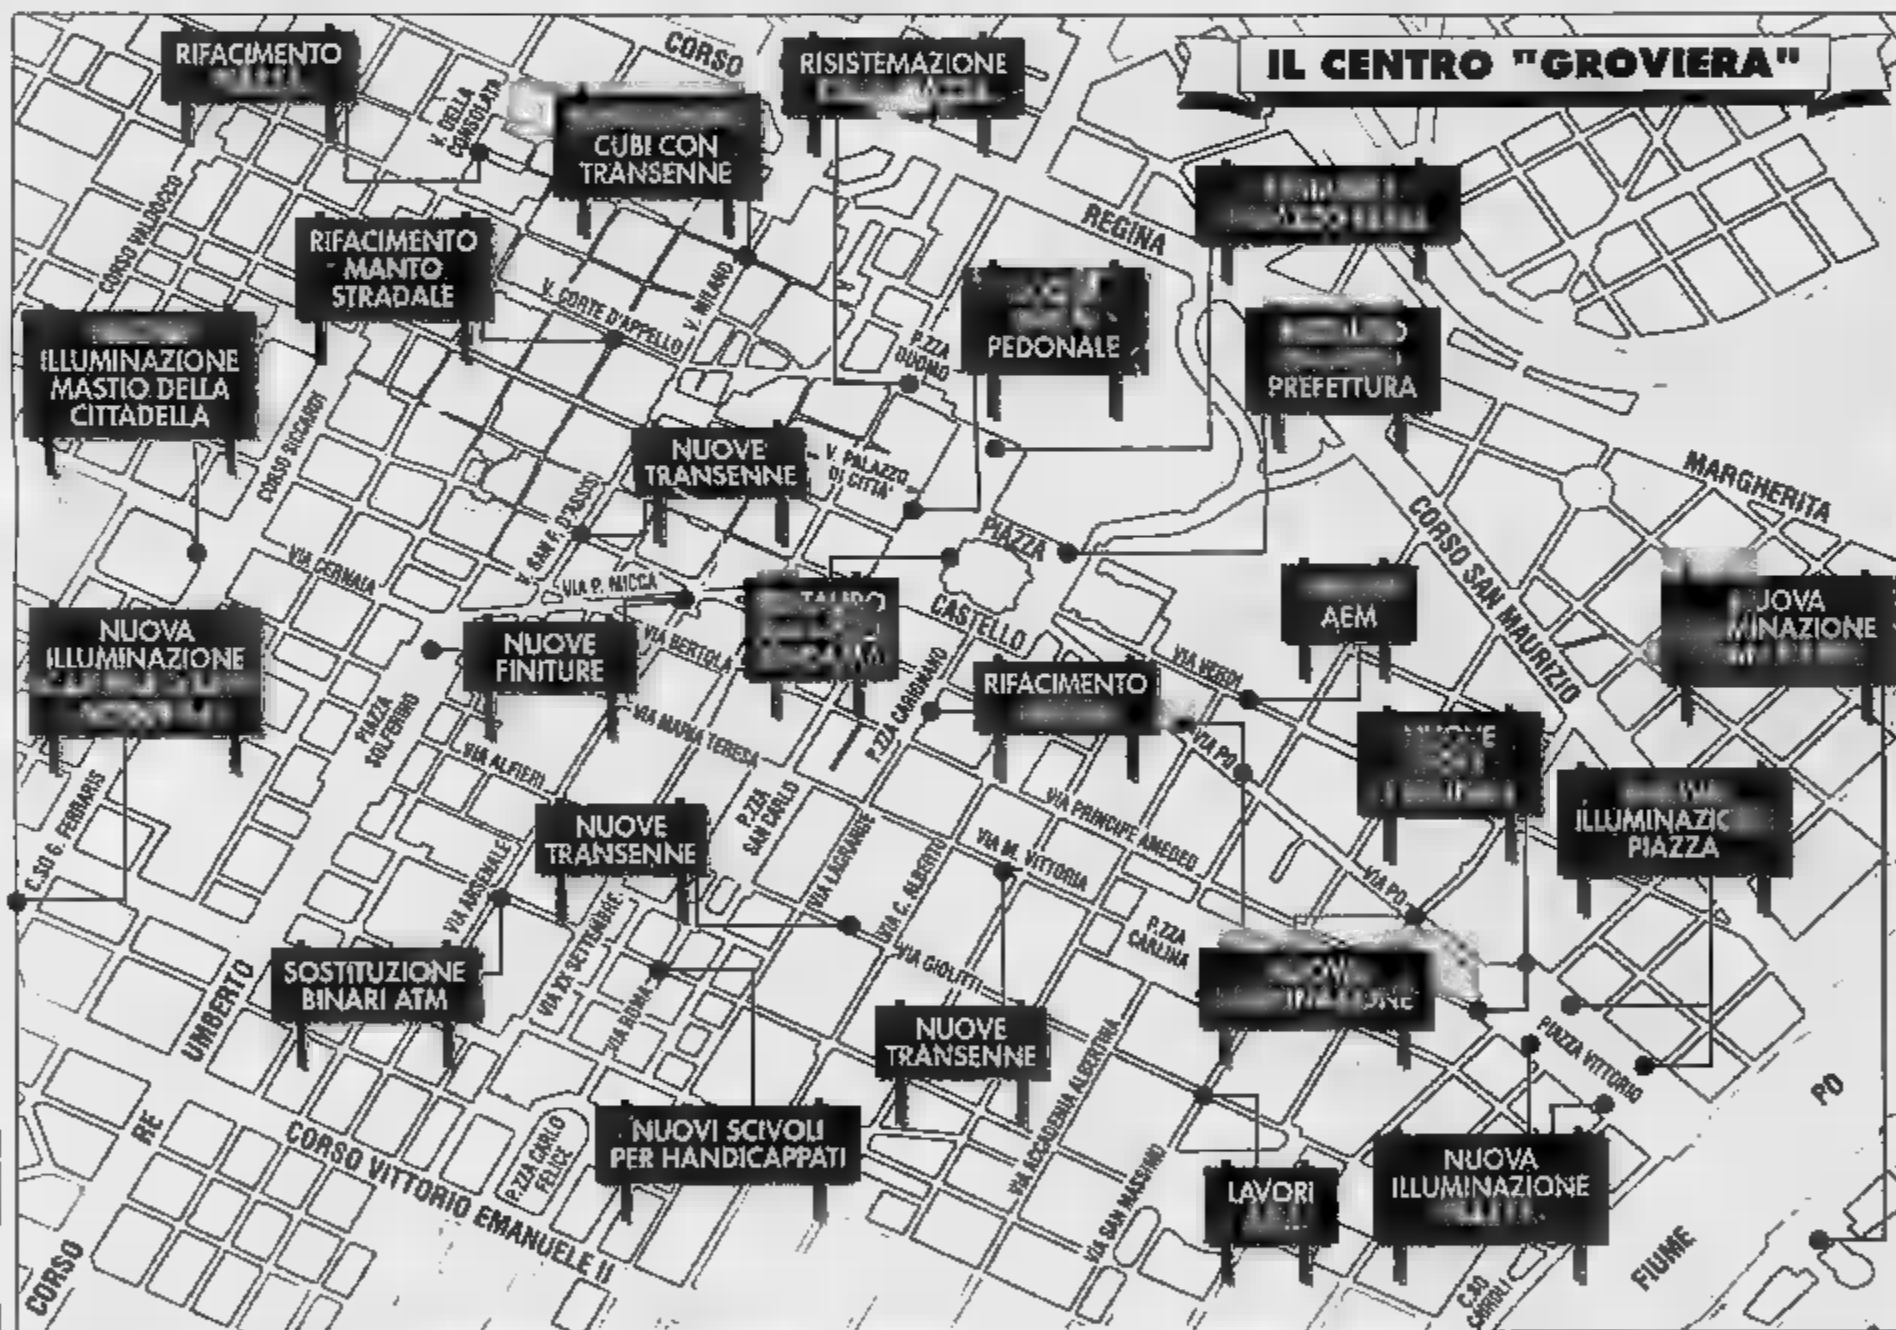 IL CENTRO "GROVIERA"
RIFACIMENTO
V. DELLA
CONSOLATA
CORSO
CUBI CON
TRANSENNE
RISISTEMAZIONE
REGINA
CORSO VALDOCCO
RIFACIMENTO
MANTO
STRADALE
V. CORTE D'APPELLO
V. MILANO
P.ZZA
DUOMO
PEDONALE
PREFETTURA
ILLUMINAZIONE
MASTIO DELLA
CITTADELLA
CORSO SICCARDI
NUOVE
TRANSENNE
V. PALAZZO
DI CITTA'
MARGHERITA
CORSO SAN MAURIZIO
V. SAN F. D'ASSISI
PIAZZA
CASTELLO
VIA CERNAIA
VIA P. MICCA
NUOVA
ILLUMINAZIONE
NUOVE
FINITURE
VIA BERTOLA
AEM
VIA VERDI
RIFACIMENTO
PIAZZA
SOLFERINO
VIA ALFIERI
VIA MARIA TERESA
P.ZZA CARIGNANO
VIA PO
C.SO G. FERRARIS
NUOVE
TRANSENNE
P.ZZA
SAN CARLO
VIA LAGRANGE
VIA C. ALBERTO
VIA M. VITTORIA
VIA PRINCIPE AMEDEO
VIA PO
ILLUMINAZIONE
PIAZZA
VIA ARSENALE
VIA XX SETTEMBRE
VIA GIOLITTI
P.ZZA
CARLINA
SOSTITUZIONE
BINARI ATM
VIA ROMA
NUOVE
TRANSENNE
PIAZZA VITTORIO
UMBERTO
RE
CORSO
CORSO VITTORIO EMANUELE II
P.ZZA CARLO
FELICE
NUOVI SCIVOLI
PER HANDICAPPATI
VIA ACCADEMIA ALBERTINA
VIA SAN MASSIMO
LAVORI
NUOVA
ILLUMINAZIONE
C.SO
CAIROLI
FIUME
PO